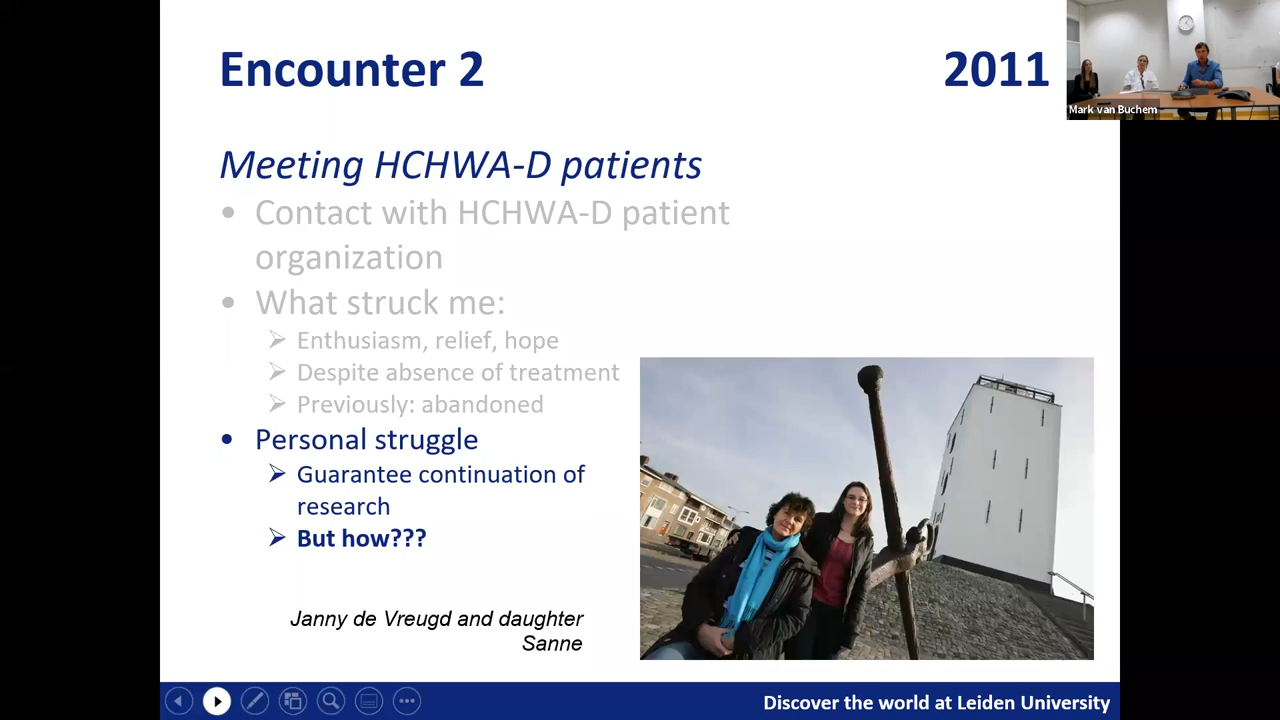 Encounter 2
2011
Mark van Buchem
Meeting HCHWA-D patients
• Contact with HCHWA-D patient
organization
• What struck me:
➢ Enthusiasm, relief, hope
➢ Despite absence of treatment
➢ Previously: abandoned
• Personal struggle
➢ Guarantee continuation of
research
➢ But how???
Janny de Vreugd and daughter
Sanne
Discover the world at Leiden University